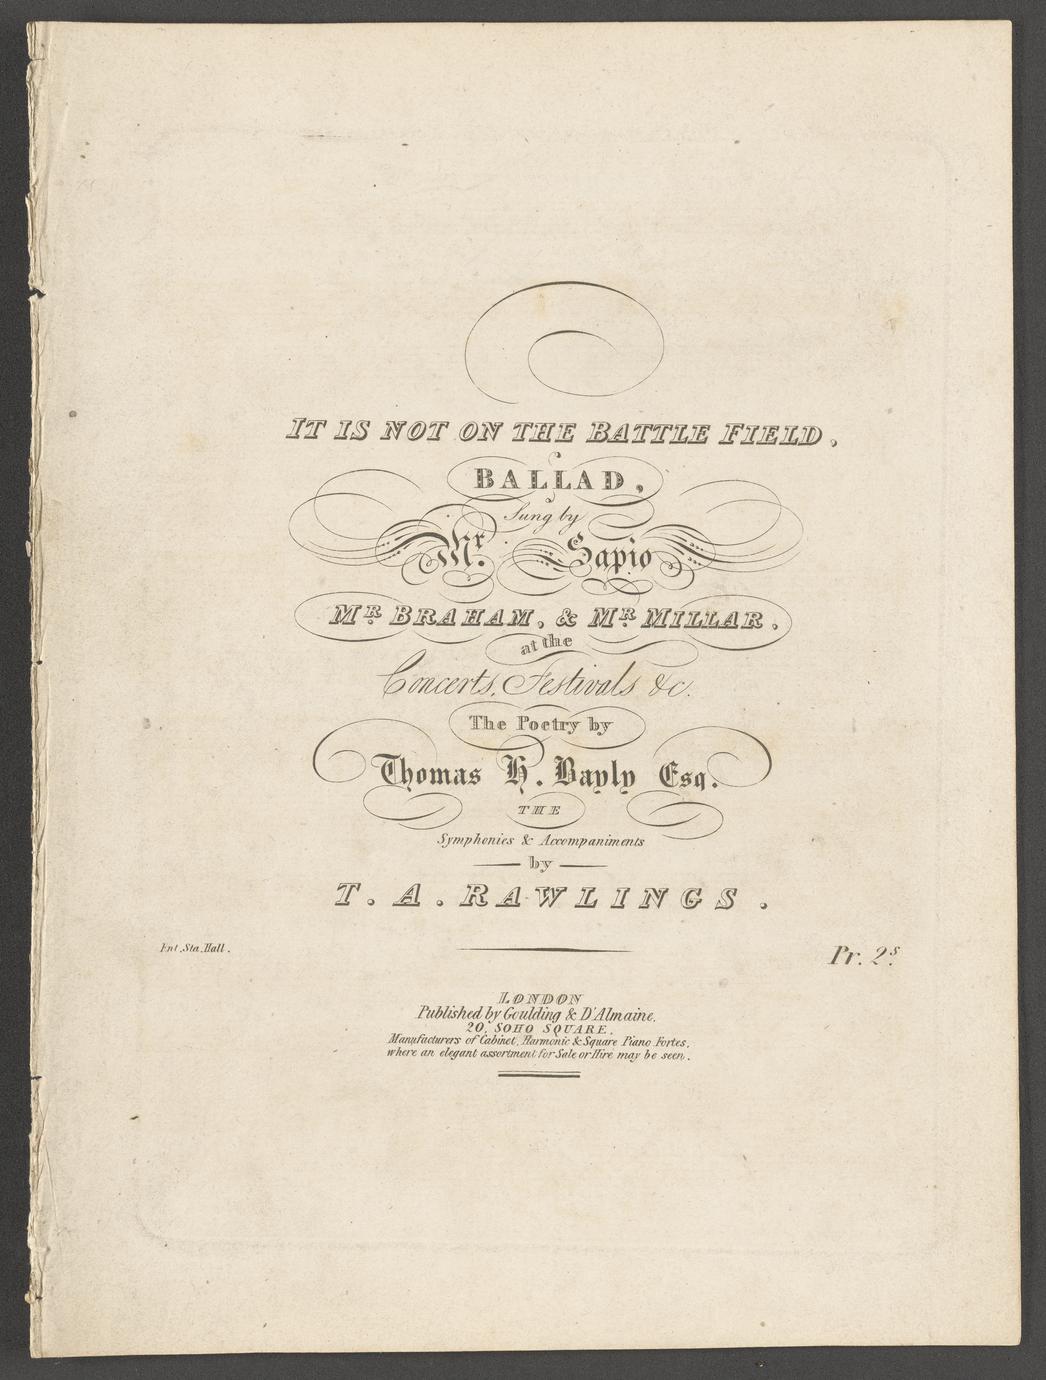 IT IS NOT ON THE BATTLE FIELD,
BALLAD,
Sung by
Mr. Sapio
MR. BRAHAM, & MR. MILLAR.
at the
Concerts, Festivals &c.
The Poetry by
Thomas H. Bayly Esq.
THE
Symphonies & Accompaniments
by
T. A. RAWLINGS.
Ent. Sta. Hall.
Pr. 2s.
LONDON
Published by Goulding & D'Almaine.
20, SOHO SQUARE.
Manufacturers of Cabinet, Harmonic & Square Piano Fortes,
where an elegant assortment for Sale or Hire may be seen.